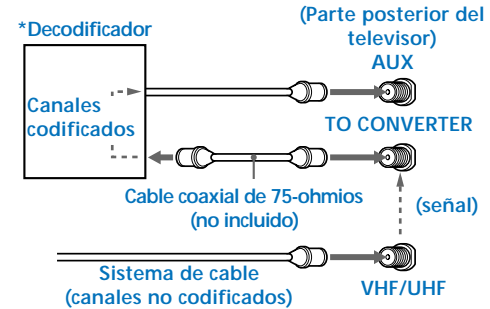 *Decodificador
(Parte posterior del
televisor)
AUX
Canales
codificados
TO CONVERTER
Cable coaxial de 75-ohmios
(no incluido)
(señal)
Sistema de cable
(canales no codificados)
VHF/UHF